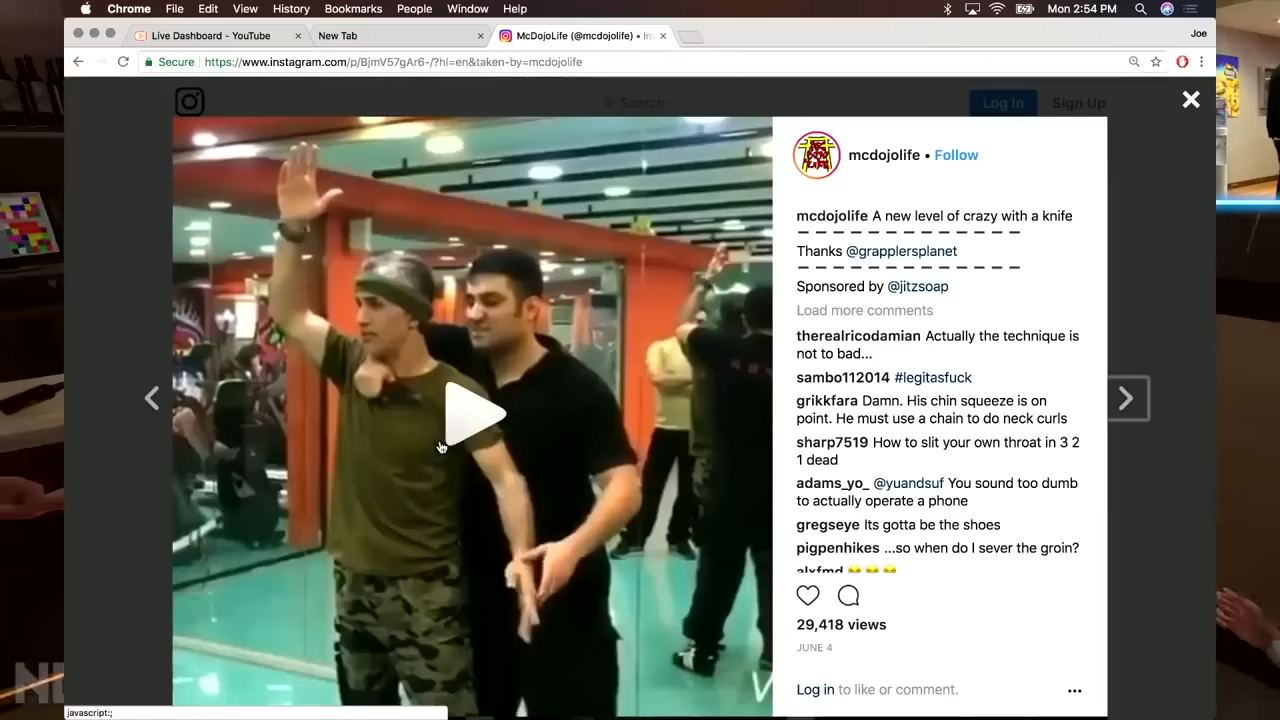 Chrome File Edit View History Bookmarks People Window Help Mon 2:54 PM
Live Dashboard - YouTube New Tab McDojoLife (@mcdojolife) • In Joe
Secure https://www.instagram.com/p/BjmV57gAr6-/?hl=en&taken-by=mcdojolife
Search Log In Sign Up
mcdojolife • Follow
mcdojolife A new level of crazy with a knife
Thanks @grapplersplanet
Sponsored by @jitzsoap
Load more comments
therealricodamian Actually the technique is
not to bad...
sambo112014 #legitasfuck
grikkfara Damn. His chin squeeze is on
point. He must use a chain to do neck curls
sharp7519 How to slit your own throat in 3 2
1 dead
adams_yo_ @yuandsuf You sound too dumb
to actually operate a phone
gregseye Its gotta be the shoes
pigpenhikes ...so when do I sever the groin?
alxfmd
29,418 views
JUNE 4
Log in to like or comment.
javascript:;